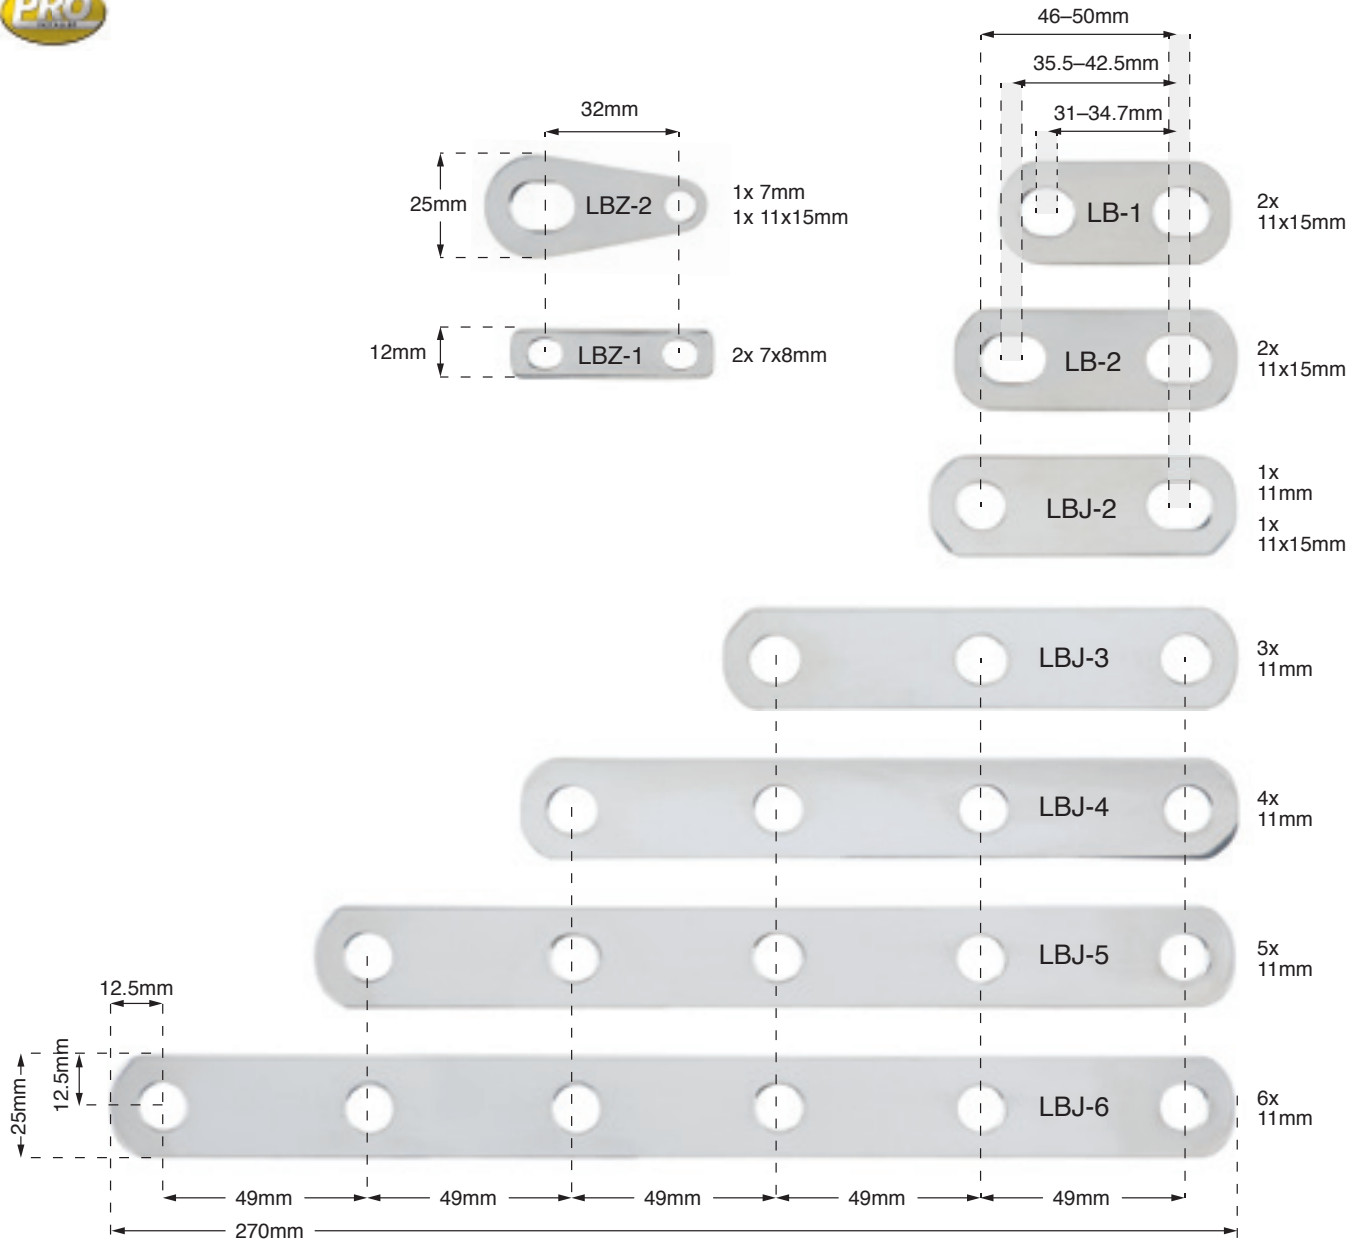 PRO
46–50mm
35.5–42.5mm
31–34.7mm
32mm
25mm
LBZ-2
1x 7mm
1x 11x15mm
LB-1
2x
11x15mm
12mm
LBZ-1
2x 7x8mm
LB-2
2x
11x15mm
LBJ-2
1x
11mm
1x
11x15mm
LBJ-3
3x
11mm
LBJ-4
4x
11mm
LBJ-5
5x
11mm
12.5mm
25mm
12.5mm
LBJ-6
6x
11mm
49mm
49mm
49mm
49mm
49mm
270mm